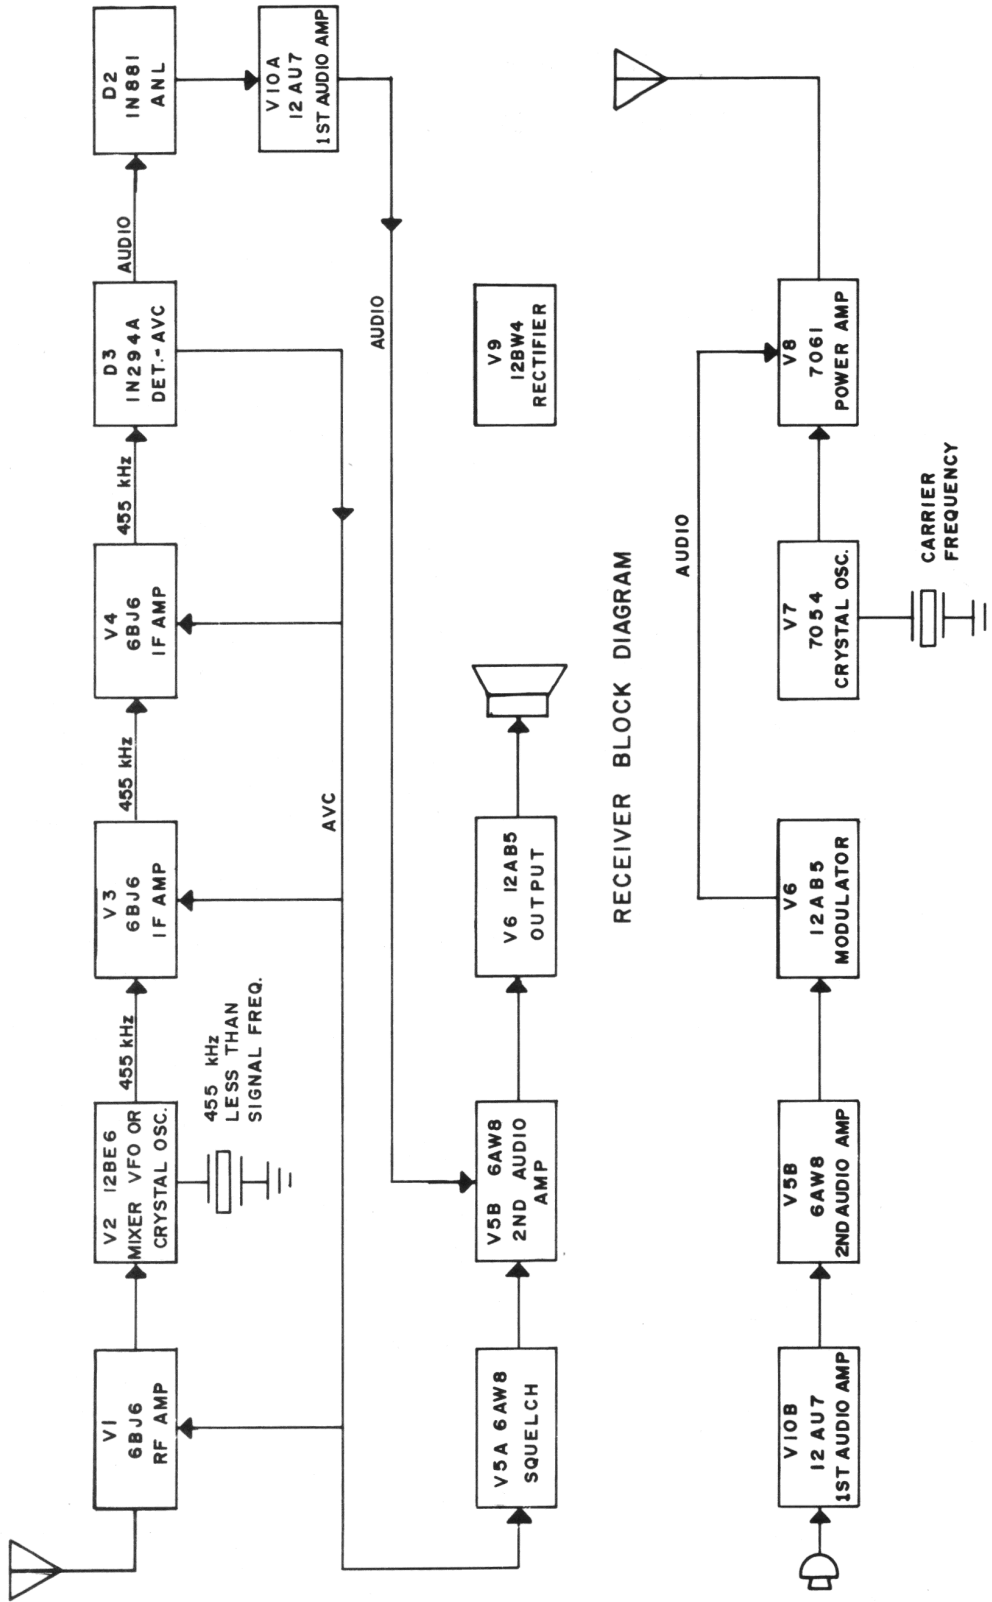 V1
6BJ6
RF AMP
V2 12BE6
MIXER VFO OR
CRYSTAL OSC.
455 kHz
LESS THAN
SIGNAL FREQ.
455 kHz
V3
6BJ6
IF AMP
455 kHz
V4
6BJ6
IF AMP
455 kHz
D3
IN294A
DET.-AVC
AUDIO
D2
IN881
ANL
V10A
12AU7
1ST AUDIO AMP
AVC
AUDIO
V5A 6AW8
SQUELCH
V5B 6AW8
2ND AUDIO
AMP
V6 12AB5
OUTPUT
V9
12BW4
RECTIFIER
RECEIVER BLOCK DIAGRAM
AUDIO
V10B
12AU7
1ST AUDIO AMP
V5B
6AW8
2ND AUDIO AMP
V6
12AB5
MODULATOR
V7
7054
CRYSTAL OSC.
CARRIER
FREQUENCY
V8
7061
POWER AMP